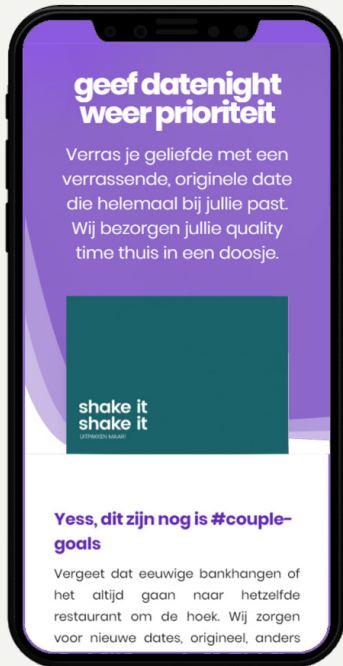 geef datenight
weer prioriteit
Verras je geliefde met een
verrassende, originele date
die helemaal bij jullie past.
Wij bezorgen jullie quality
time thuis in een doosje.
shake it
shake it
UITPAKKEN MAAR!
Yess, dit zijn nog is #couple-
goals
Vergeet dat eeuwige bankhangen of
het altijd gaan naar hetzelfde
restaurant om de hoek. Wij zorgen
voor nieuwe dates, origineel, anders